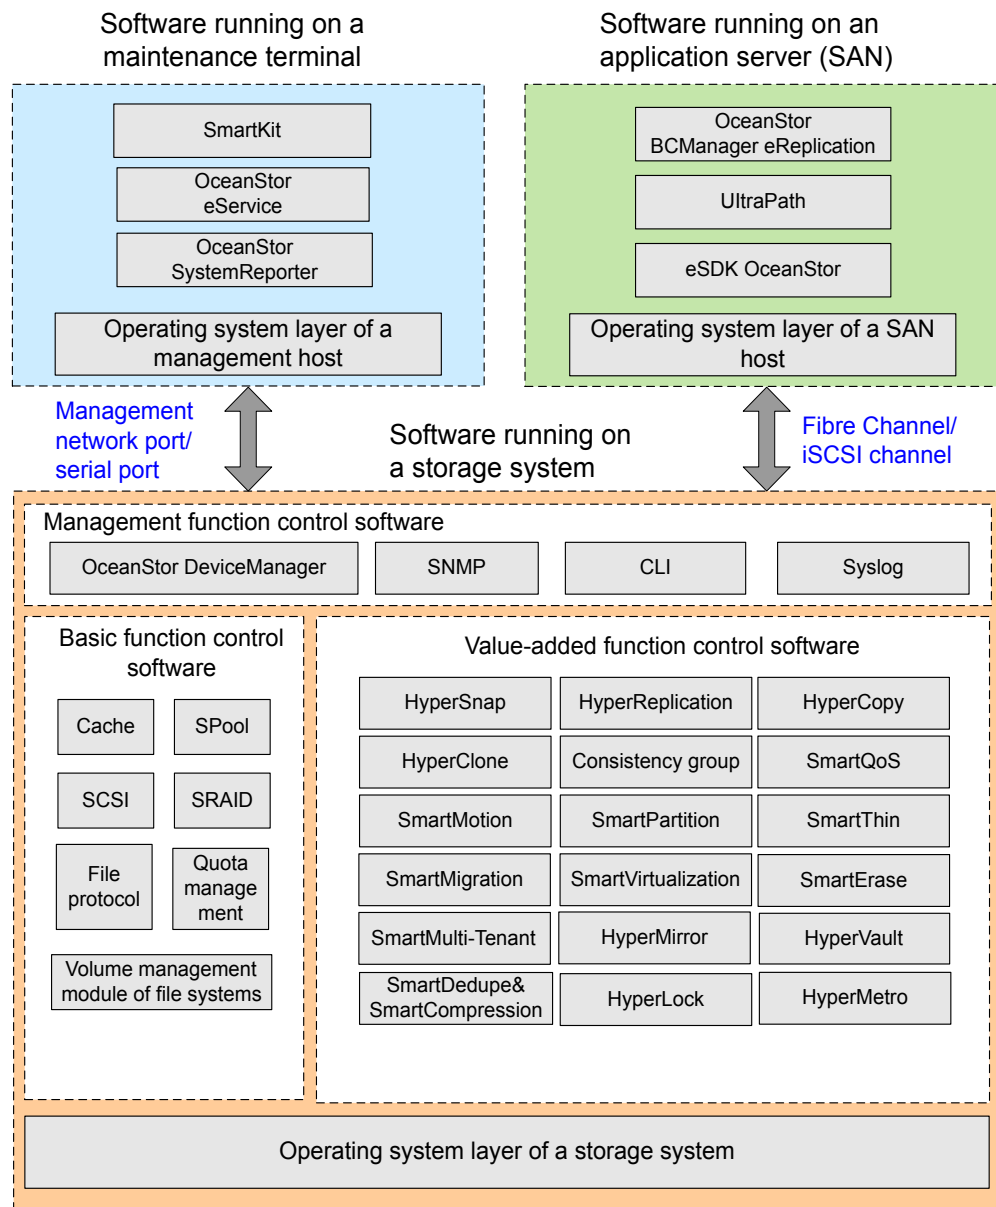 Software running on a
maintenance terminal
Software running on an
application server (SAN)
SmartKit
OceanStor
eService
OceanStor
SystemReporter
Operating system layer of a
management host
OceanStor
BCManager eReplication
UltraPath
eSDK OceanStor
Operating system layer of a SAN
host
Management
network port/
serial port
Software running on
a storage system
Fibre Channel/
iSCSI channel
Management function control software
OceanStor DeviceManager
SNMP
CLI
Syslog
Basic function control
software
Cache
SPool
SCSI
SRAID
File
protocol
Quota
manage
ment
Volume management
module of file systems
Value-added function control software
HyperSnap
HyperReplication
HyperCopy
HyperClone
Consistency group
SmartQoS
SmartMotion
SmartPartition
SmartThin
SmartMigration
SmartVirtualization
SmartErase
SmartMulti-Tenant
HyperMirror
HyperVault
SmartDedupe&
SmartCompression
HyperLock
HyperMetro
Operating system layer of a storage system